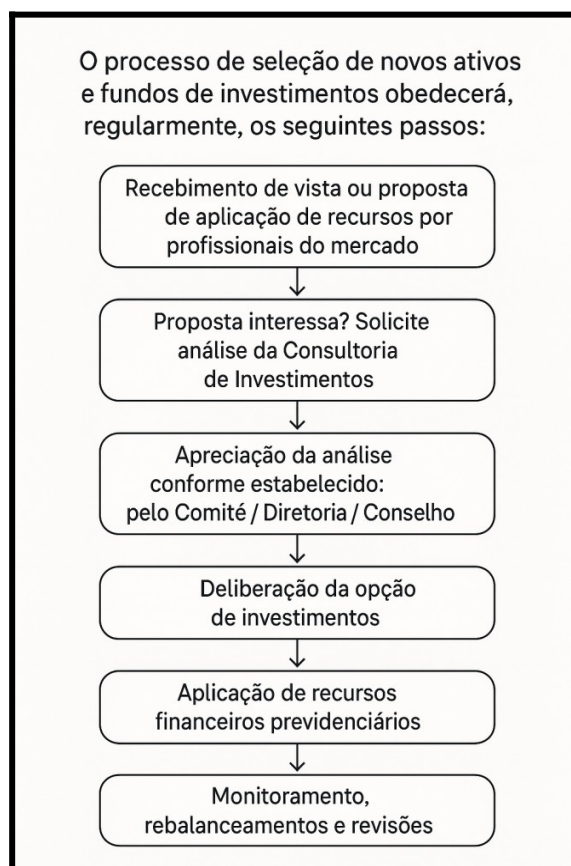 O processo de seleção de novos ativos
e fundos de investimentos obedecerá,
regularmente, os seguintes passos:
Recebimento de vista ou proposta
de aplicação de recursos por
profissionais do mercado
Proposta interessa? Solicite
análise da Consultoria
de Investimentos
Apreciação da análise
conforme estabelecido:
pelo Comité / Diretoria / Conselho
Deliberação da opção
de investimentos
Aplicação de recursos
financeiros previdenciários
Monitoramento,
rebalanceamentos e revisões